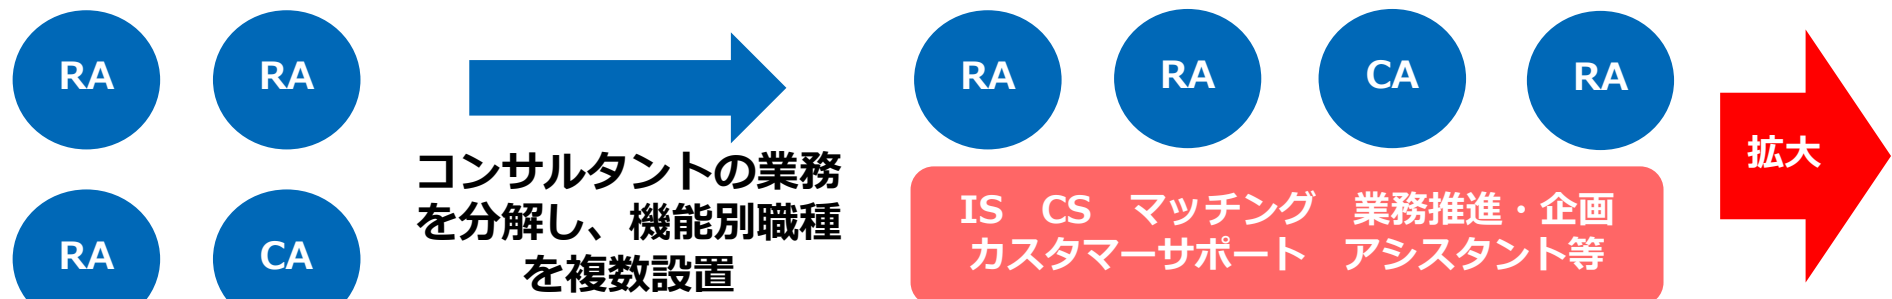 RA RA
RA CA
コンサルタントの業務
を分解し、機能別職種
を複数設置
RA RA CA RA
IS CS マッチング 業務推進・企画
カスタマーサポート アシスタント等
拡大